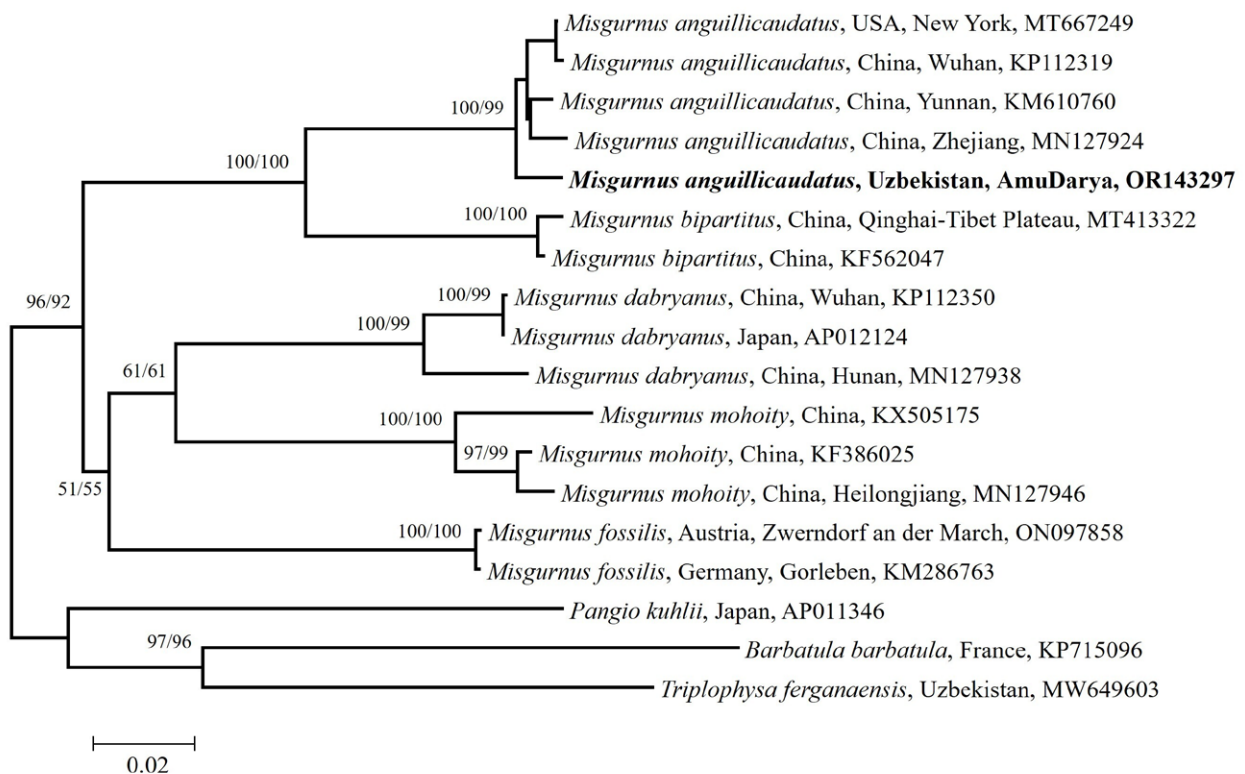 Misgurnus anguillicaudatus, USA, New York, MT667249
Misgurnus anguillicaudatus, China, Wuhan, KP112319
100/99
Misgurnus anguillicaudatus, China, Yunnan, KM610760
Misgurnus anguillicaudatus, China, Zhejiang, MN127924
100/100
Misgurnus anguillicaudatus, Uzbekistan, AmuDarya, OR143297
100/100
Misgurnus bipartitus, China, Qinghai-Tibet Plateau, MT413322
Misgurnus bipartitus, China, KF562047
96/92
100/99
Misgurnus dabryanus, China, Wuhan, KP112350
100/99
Misgurnus dabryanus, Japan, AP012124
61/61
Misgurnus dabryanus, China, Hunan, MN127938
100/100
Misgurnus mohoity, China, KX505175
97/99
Misgurnus mohoity, China, KF386025
51/55
Misgurnus mohoity, China, Heilongjiang, MN127946
100/100
Misgurnus fossilis, Austria, Zwerndorf an der March, ON097858
Misgurnus fossilis, Germany, Gorleben, KM286763
Pangio kuhlii, Japan, AP011346
97/96
Barbatula barbatula, France, KP715096
Triplophysa ferganaensis, Uzbekistan, MW649603
0.02